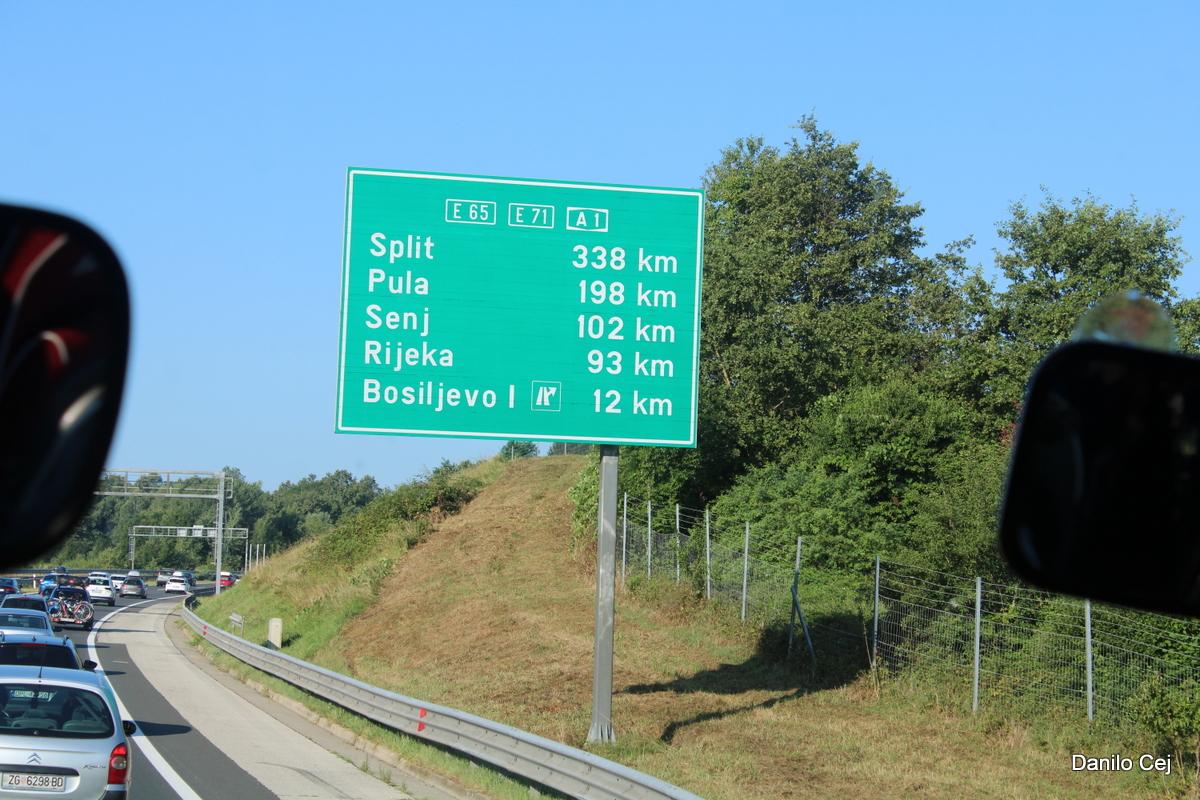 E 65 E 71 A 1
Split 338 km
Pula 198 km
Senj 102 km
Rijeka 93 km
Bosiljevo I 12 km
ZG 6298 BD
Danilo Cej